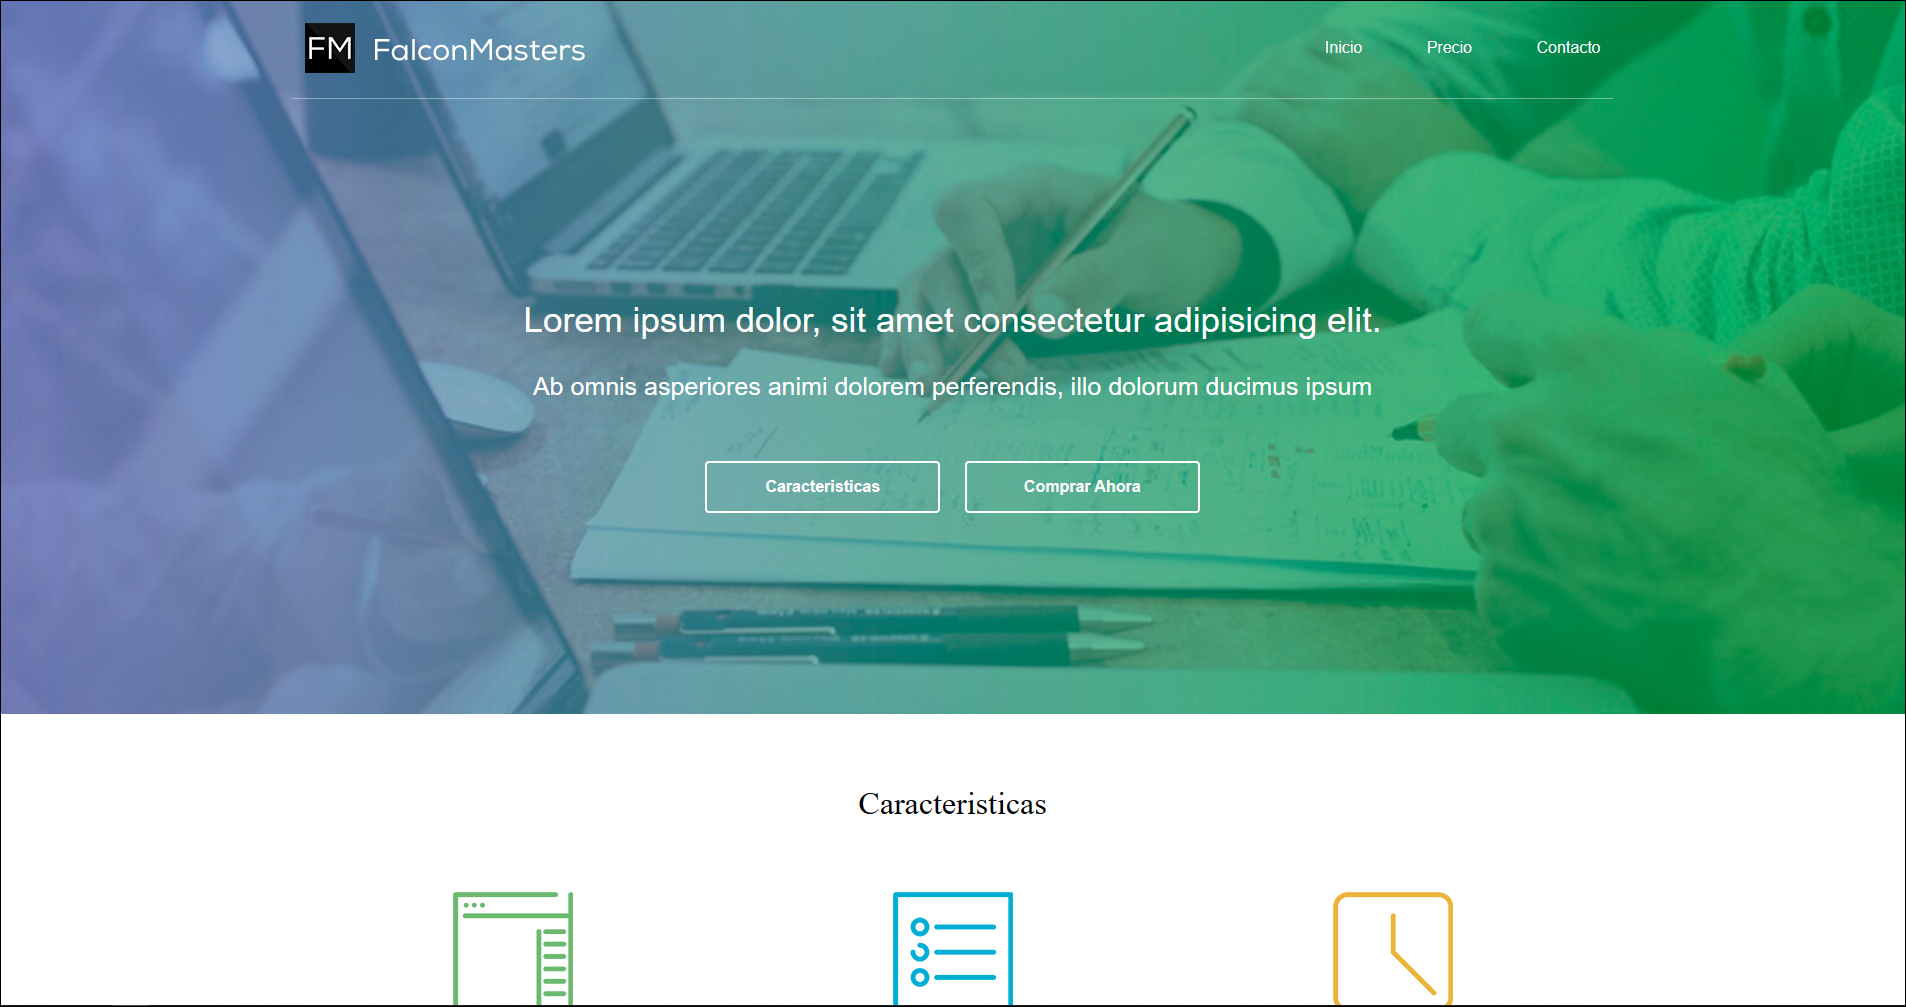 FM FalconMasters
Inicio Precio Contacto
Lorem ipsum dolor, sit amet consectetur adipisicing elit.
Ab omnis asperiores animi dolorem perferendis, illo dolorum ducimus ipsum
Caracteristicas Comprar Ahora
Caracteristicas